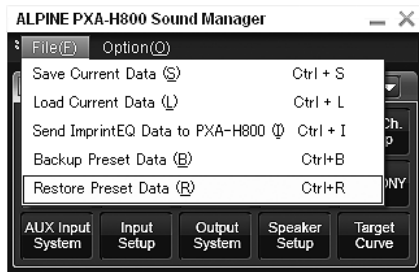 ALPINE PXA-H800 Sound Manager
File(F) Option(O)
Save Current Data (S) Ctrl + S
Load Current Data (L) Ctrl + L
Send ImprintEQ Data to PXA-H800 (I) Ctrl + I
Backup Preset Data (B) Ctrl+B
Restore Preset Data (R) Ctrl+R
AUX Input System
Input Setup
Output System
Speaker Setup
Target Curve